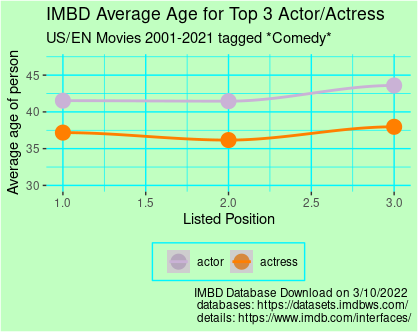 IMBD Average Age for Top 3 Actor/Actress
US/EN Movies 2001-2021 tagged *Comedy*
Average age of person
45
40
35
30
1.0 1.5 2.0 2.5 3.0
Listed Position
actor actress
IMBD Database Download on 3/10/2022
databases: https://datasets.imdbws.com/
details: https://www.imdb.com/interfaces/